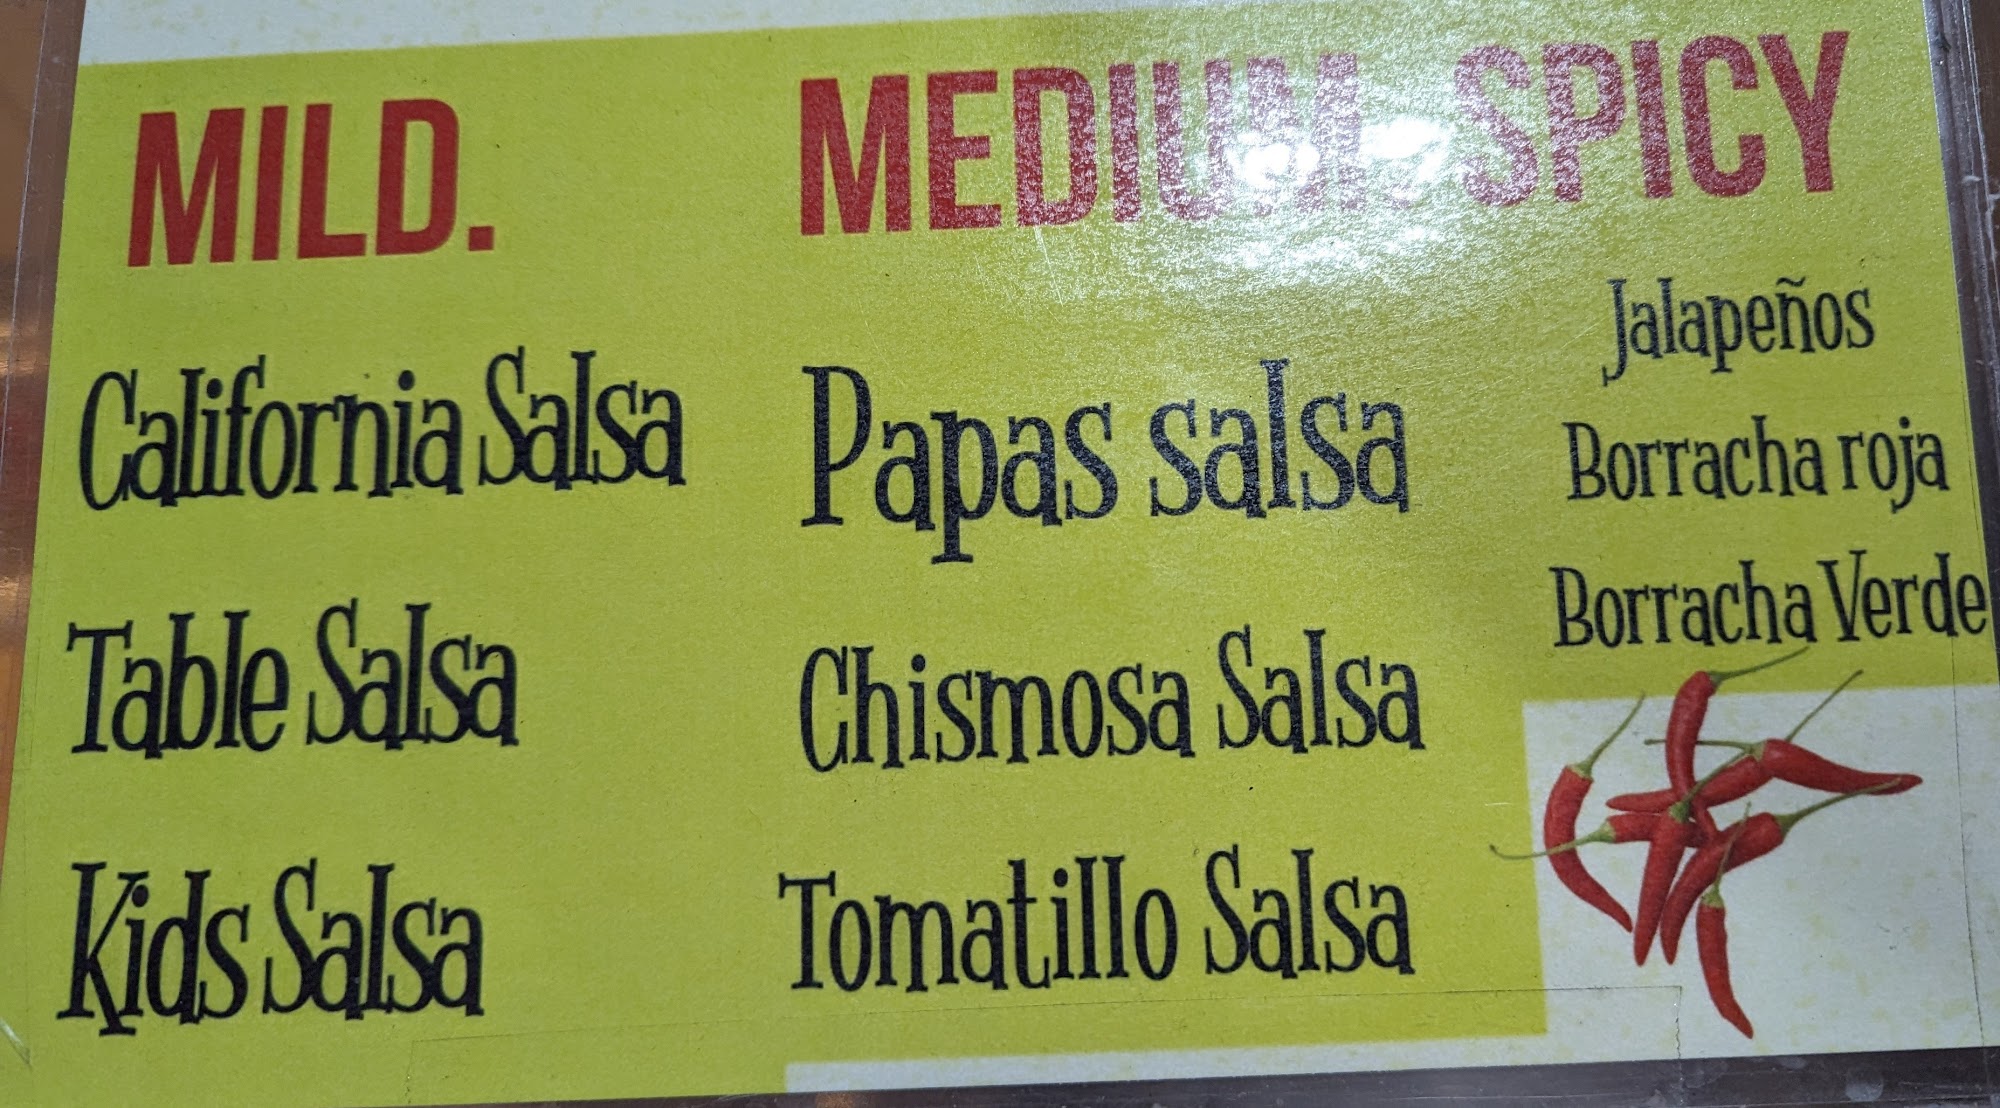 MILD.
California Salsa
Table Salsa
Kids Salsa
MEDIUM.
Papas salsa
Chismosa Salsa
Tomatillo Salsa
SPICY
Jalapeños
Borracha roja
Borracha Verde